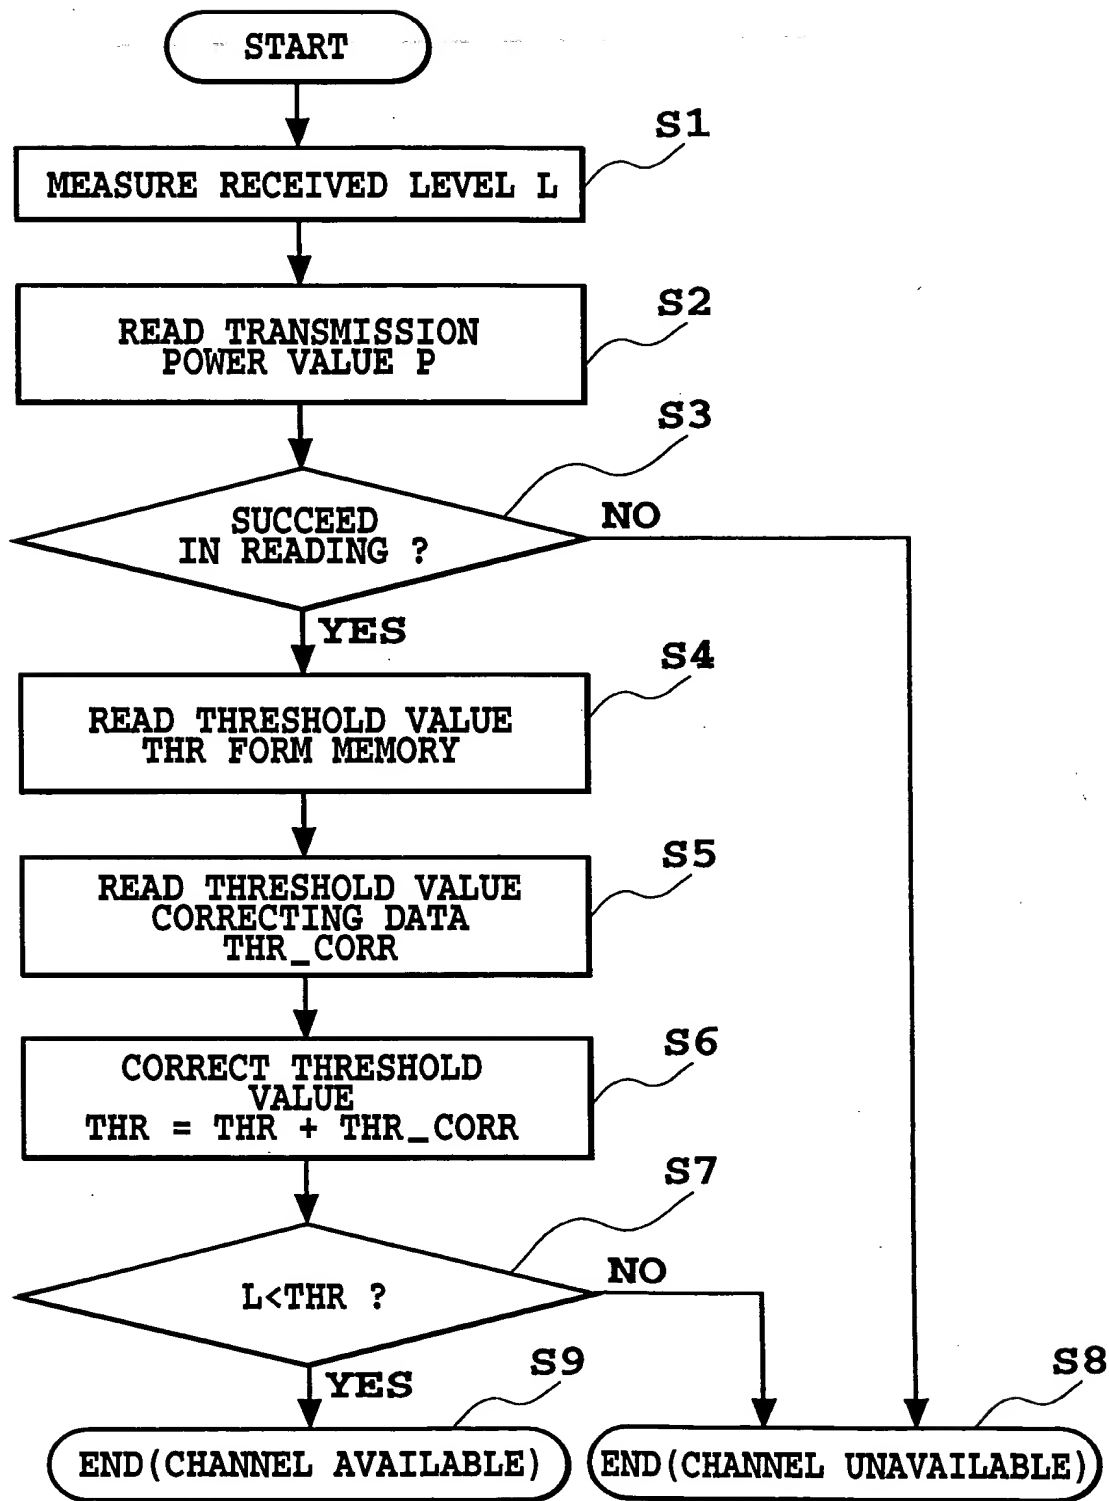 START
S1
MEASURE RECEIVED LEVEL L
S2
READ TRANSMISSION
POWER VALUE P
S3
SUCCEED
IN READING ?
NO
YES
S4
READ THRESHOLD VALUE
THR FORM MEMORY
S5
READ THRESHOLD VALUE
CORRECTING DATA
THR_CORR
S6
CORRECT THRESHOLD
VALUE
THR = THR + THR_CORR
S7
L<THR ?
NO
YES
S9
S8
END(CHANNEL AVAILABLE)
END(CHANNEL UNAVAILABLE)